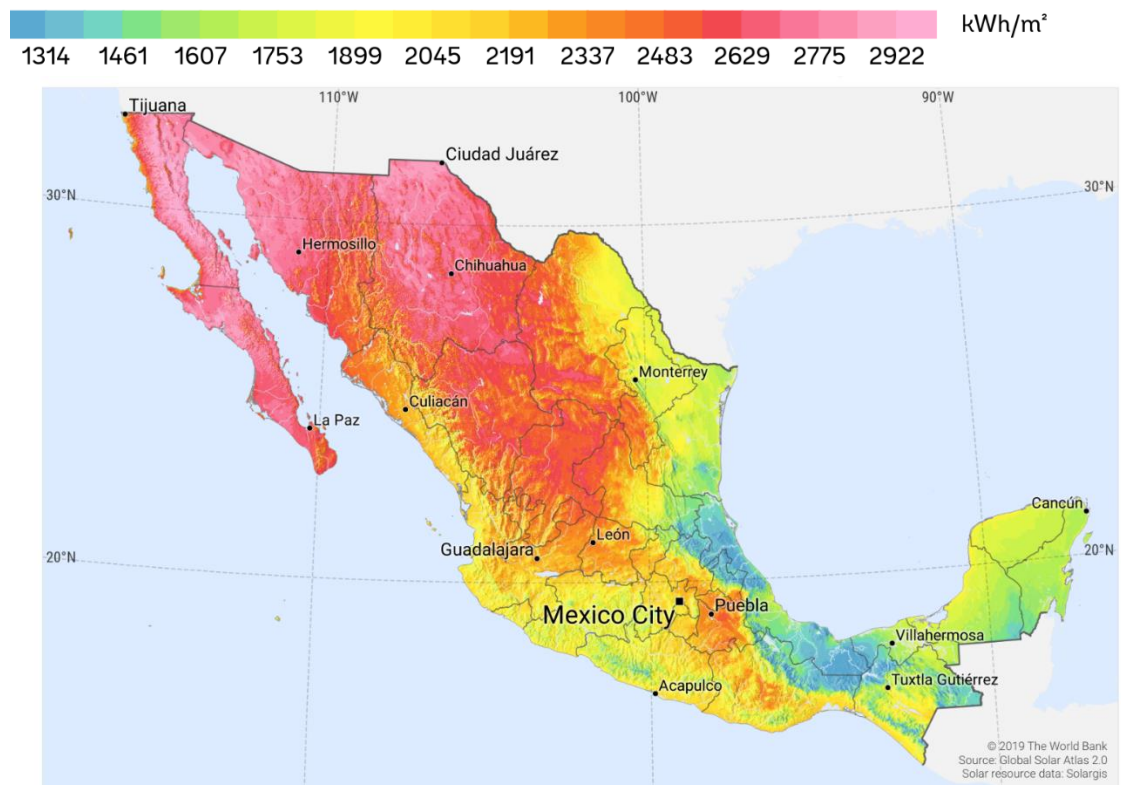 kWh/m²
1314 1461 1607 1753 1899 2045 2191 2337 2483 2629 2775 2922
110°W 100°W 90°W
Tijuana
Ciudad Juárez
30°N 30°N
Hermosillo
Chihuahua
Monterrey
Culiacán
La Paz
Cancún
León
Guadalajara
20°N 20°N
Mexico City
Puebla
Villahermosa
Tuxtla Gutiérrez
Acapulco
© 2019 The World Bank
Source: Global Solar Atlas 2.0
Solar resource data: Solargis